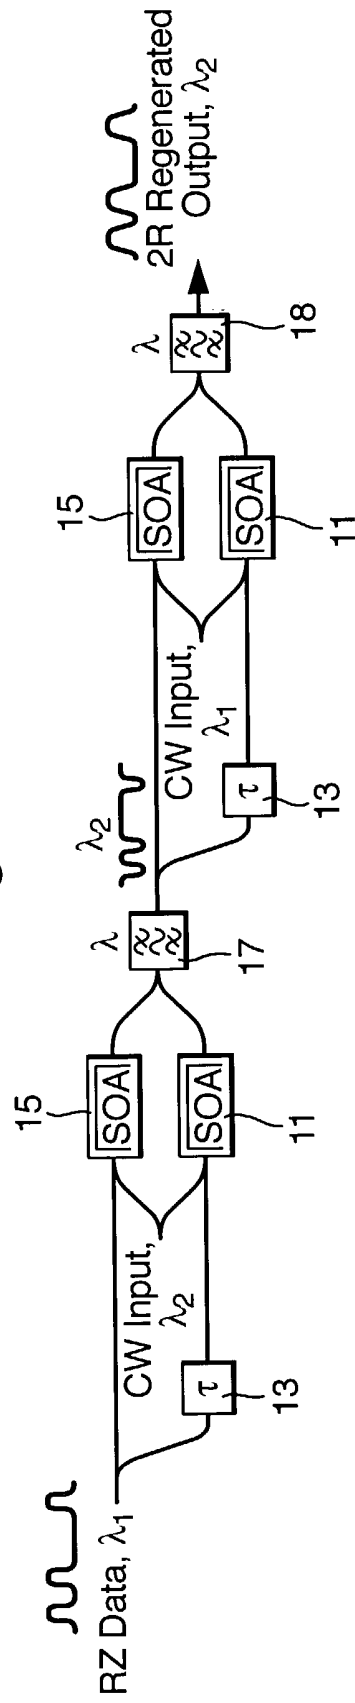 RZ Data, λ₁
τ
13
CW Input,
λ₂
15
SOA
SOA
11
λ
17
λ₂
τ
13
CW Input,
λ₁
15
SOA
SOA
11
λ
18
2R Regenerated
Output, λ₂